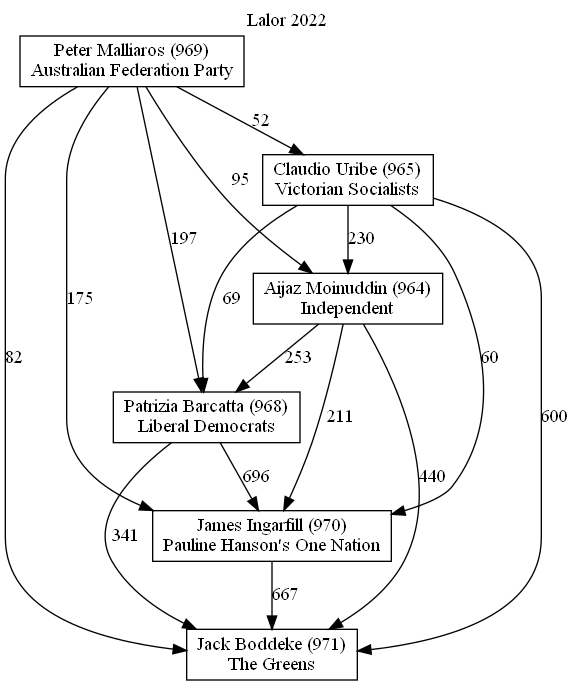 Lalor 2022
Peter Malliaros (969)
Australian Federation Party
52
Claudio Uribe (965)
Victorian Socialists
95
197
69
230
175
Aijaz Moinuddin (964)
Independent
82
253
60
Patrizia Barcatta (968)
Liberal Democrats
211
600
696
440
341
James Ingarfill (970)
Pauline Hanson's One Nation
667
Jack Boddeke (971)
The Greens